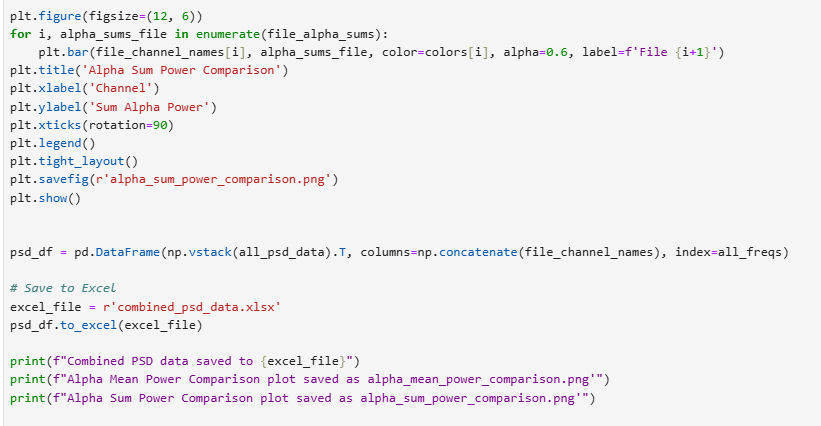 plt.figure(figsize=(12, 6))
for i, alpha_sums_file in enumerate(file_alpha_sums):
    plt.bar(file_channel_names[i], alpha_sums_file, color=colors[i], alpha=0.6, label=f'File {i+1}')
plt.title('Alpha Sum Power Comparison')
plt.xlabel('Channel')
plt.ylabel('Sum Alpha Power')
plt.xticks(rotation=90)
plt.legend()
plt.tight_layout()
plt.savefig(r'alpha_sum_power_comparison.png')
plt.show()
psd_df = pd.DataFrame(np.vstack(all_psd_data).T, columns=np.concatenate(file_channel_names), index=all_freqs)
# Save to Excel
excel_file = r'combined_psd_data.xlsx'
psd_df.to_excel(excel_file)
print(f"Combined PSD data saved to {excel_file}")
print(f"Alpha Mean Power Comparison plot saved as alpha_mean_power_comparison.png'")
print(f"Alpha Sum Power Comparison plot saved as alpha_sum_power_comparison.png'")